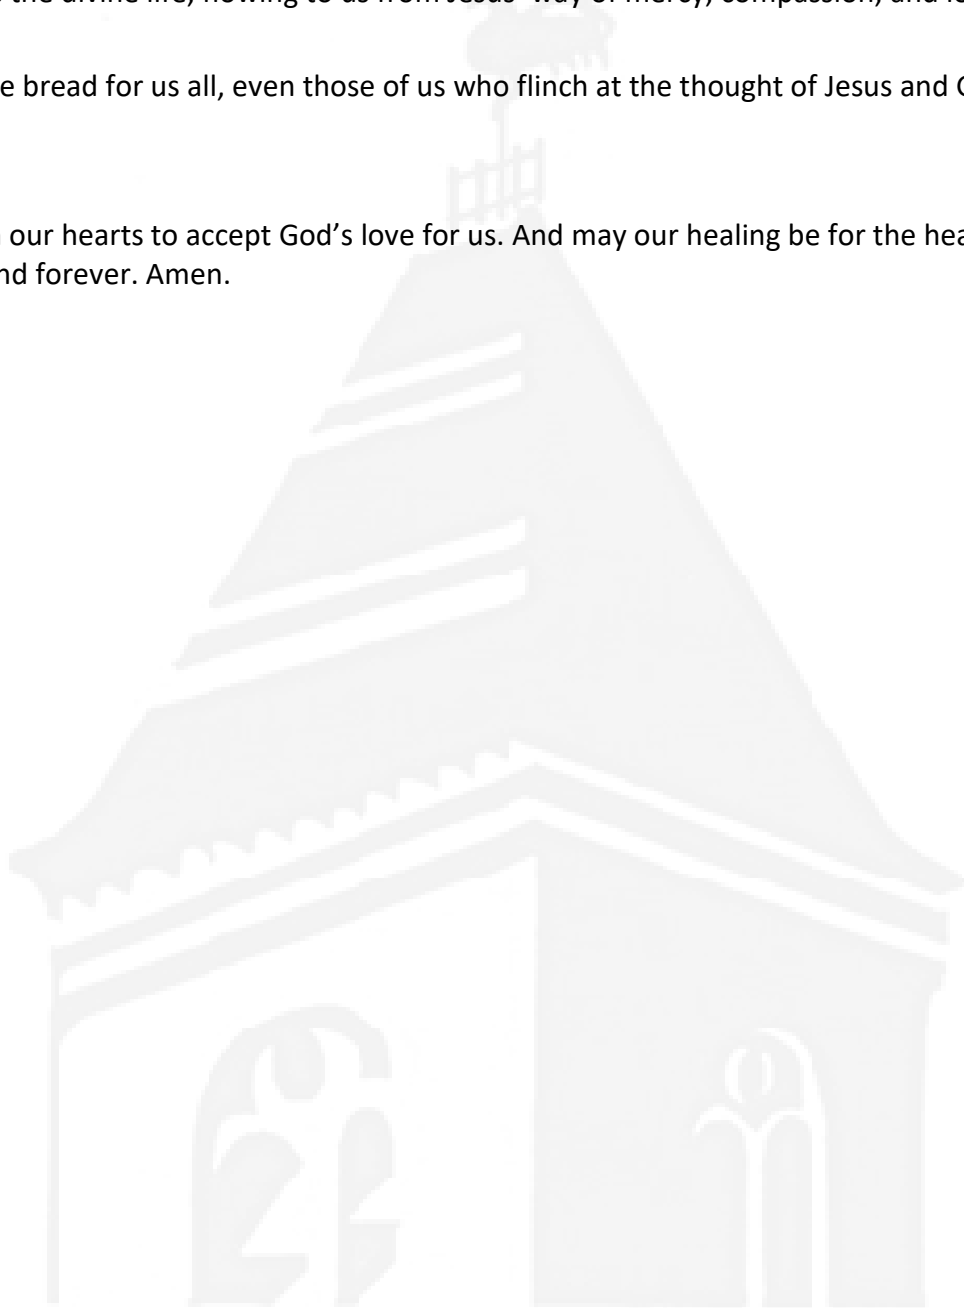 the divine life, flowing to us from Jesus' way of mercy, compassion, and
e bread for us all, even those of us who flinch at the thought of Jesus and
our hearts to accept God's love for us. And may our healing be for the hea
nd forever. Amen.